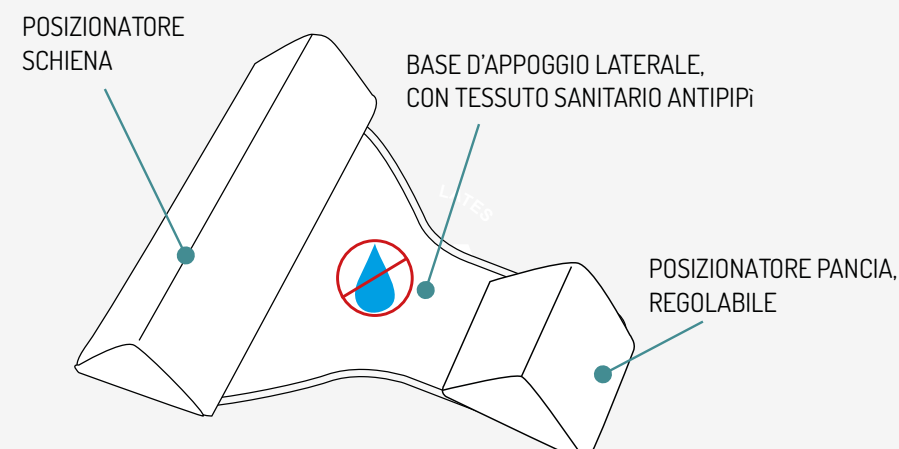 POSIZIONATORE
SCHIENA
BASE D'APPOGGIO LATERALE,
CON TESSUTO SANITARIO ANTIPIPì
POSIZIONATORE PANCIA,
REGOLABILE